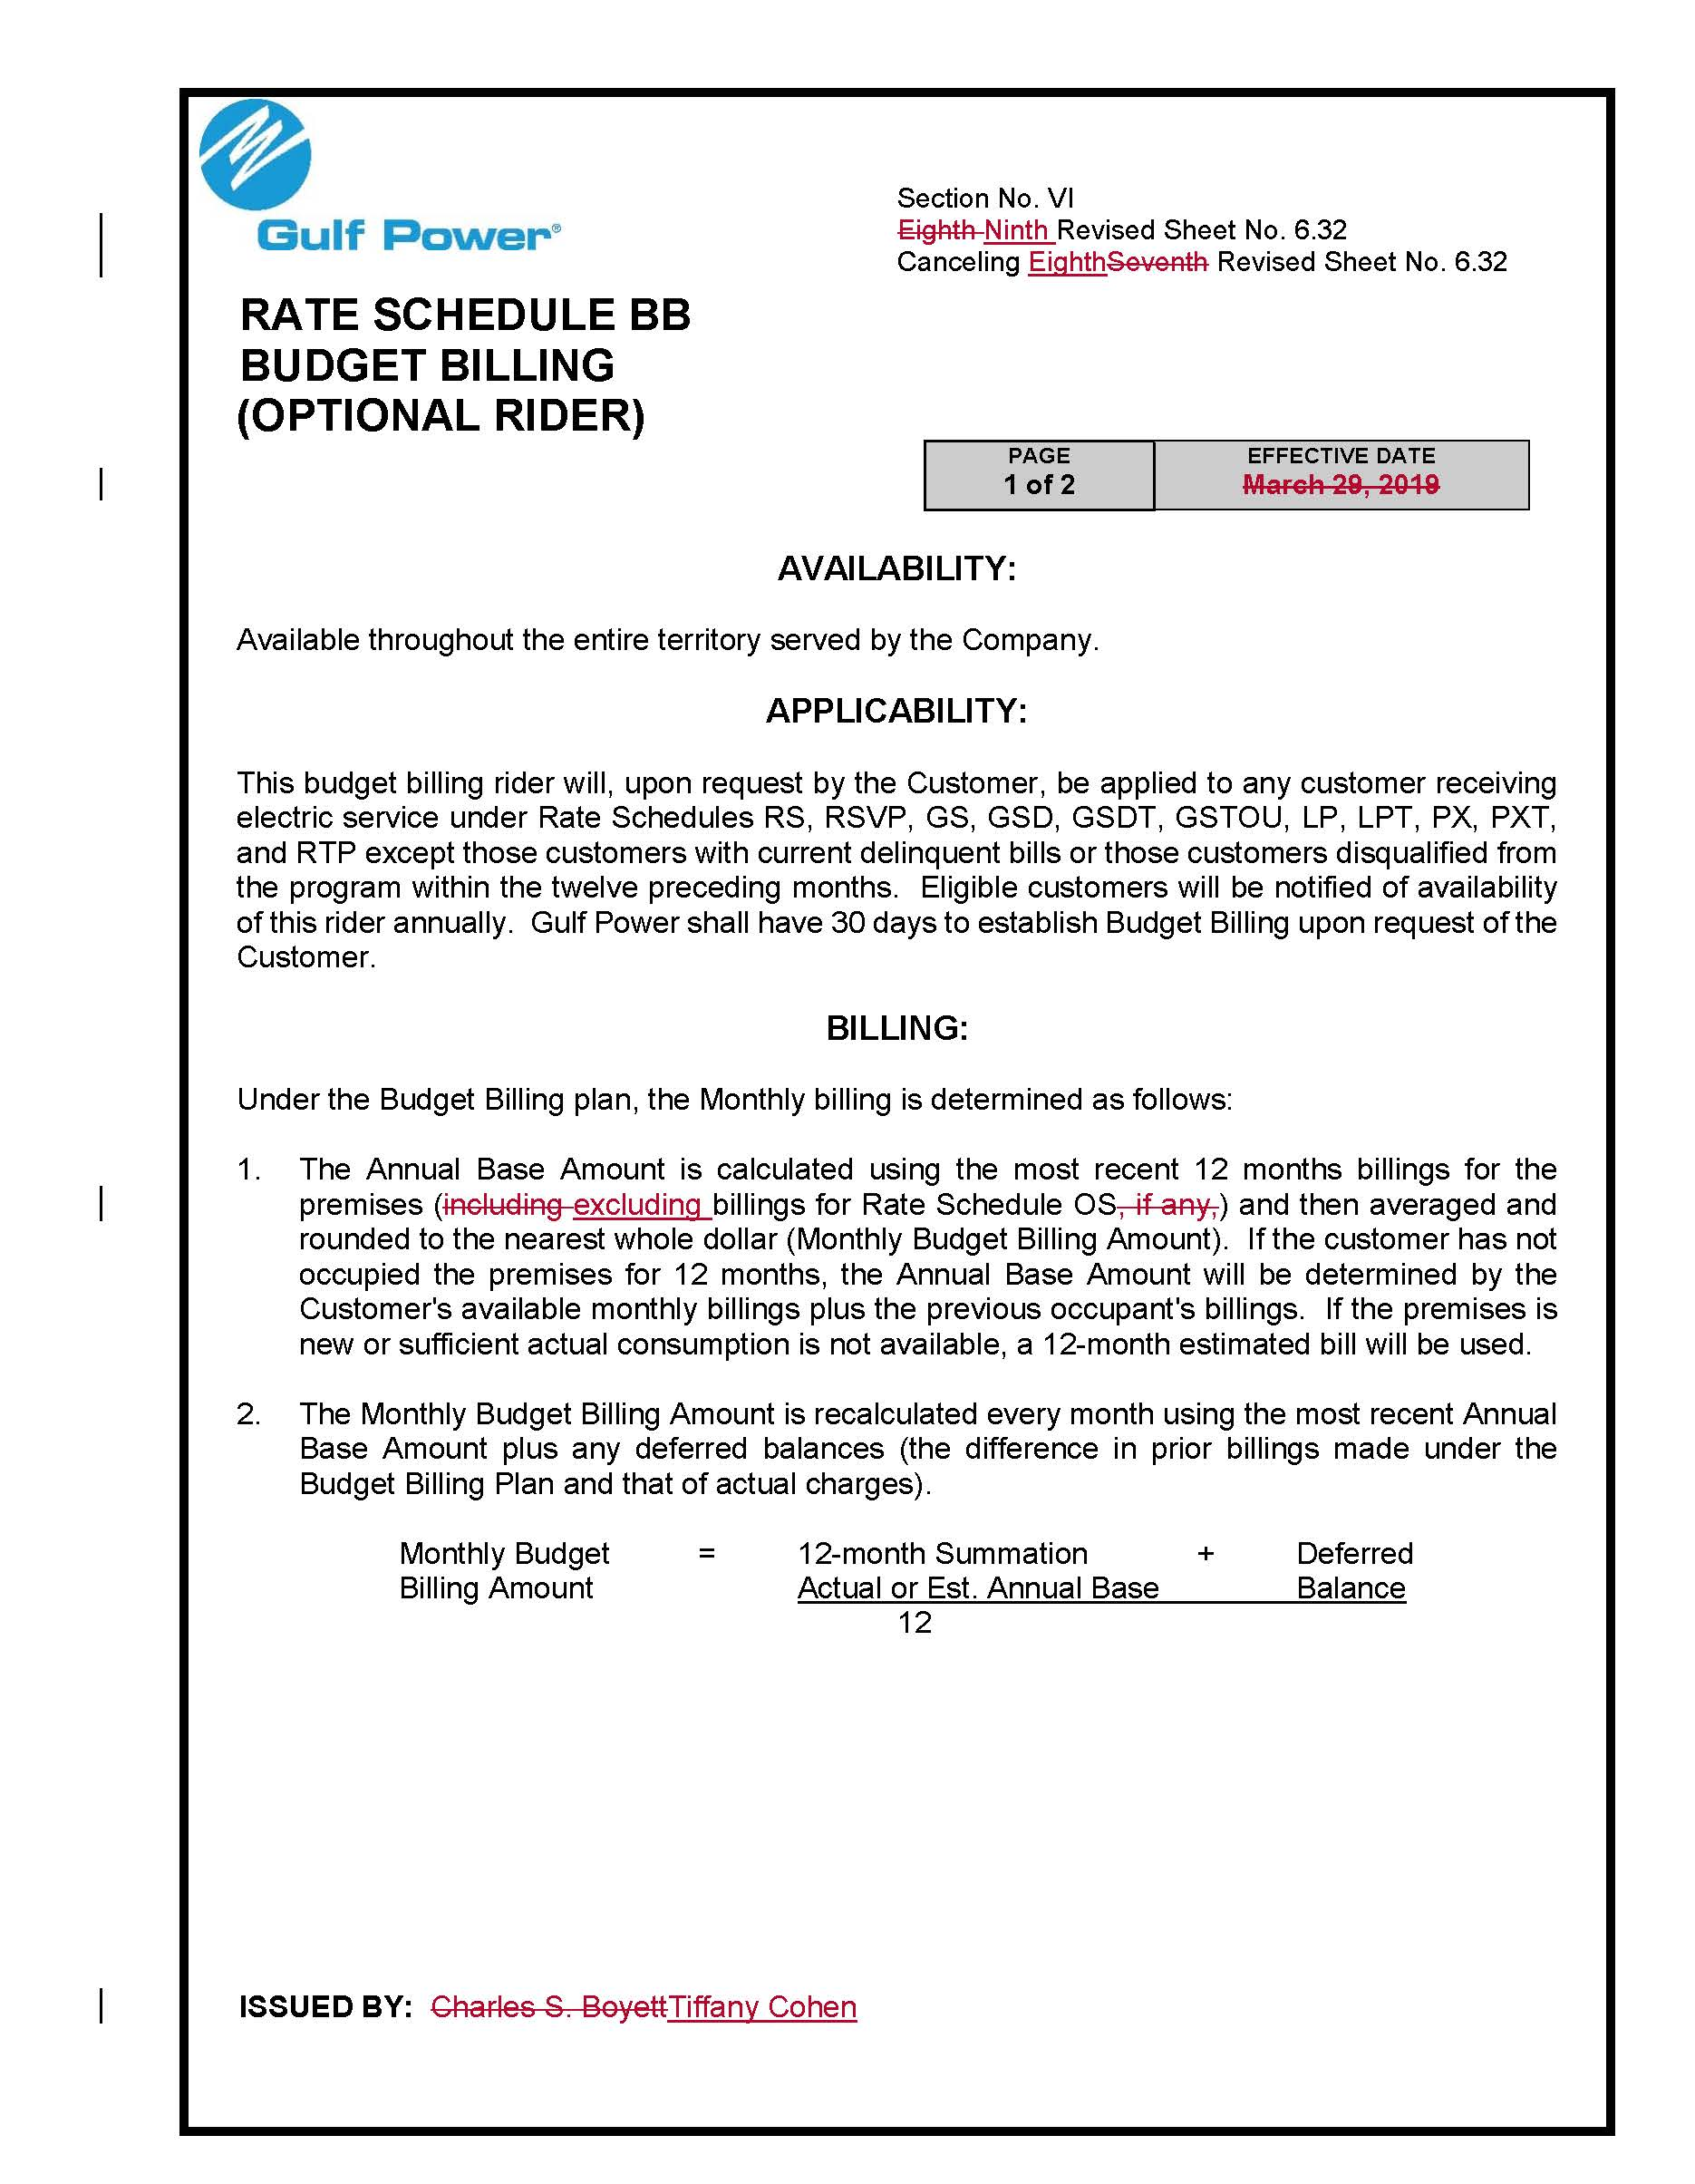 Gulf Power®
Section No. VI
Eighth Ninth Revised Sheet No. 6.32
Canceling EighthSeventh Revised Sheet No. 6.32
RATE SCHEDULE BB
BUDGET BILLING
(OPTIONAL RIDER)
PAGE
1 of 2
EFFECTIVE DATE
March 29, 2019
AVAILABILITY:
Available throughout the entire territory served by the Company.
APPLICABILITY:
This budget billing rider will, upon request by the Customer, be applied to any customer receiving
electric service under Rate Schedules RS, RSVP, GS, GSD, GSDT, GSTOU, LP, LPT, PX, PXT,
and RTP except those customers with current delinquent bills or those customers disqualified from
the program within the twelve preceding months. Eligible customers will be notified of availability
of this rider annually. Gulf Power shall have 30 days to establish Budget Billing upon request of the
Customer.
BILLING:
Under the Budget Billing plan, the Monthly billing is determined as follows:
1. The Annual Base Amount is calculated using the most recent 12 months billings for the
premises (including excluding billings for Rate Schedule OS, if any,) and then averaged and
rounded to the nearest whole dollar (Monthly Budget Billing Amount). If the customer has not
occupied the premises for 12 months, the Annual Base Amount will be determined by the
Customer's available monthly billings plus the previous occupant's billings. If the premises is
new or sufficient actual consumption is not available, a 12-month estimated bill will be used.
2. The Monthly Budget Billing Amount is recalculated every month using the most recent Annual
Base Amount plus any deferred balances (the difference in prior billings made under the
Budget Billing Plan and that of actual charges).
Monthly Budget = 12-month Summation + Deferred
Billing Amount Actual or Est. Annual Base Balance
12
ISSUED BY: Charles S. BoyettTiffany Cohen